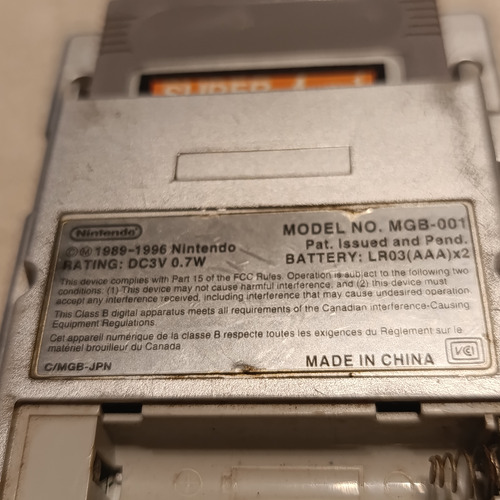 SUPER
Nintendo
MODEL NO. MGB-001
©Ⓜ 1989-1996 Nintendo
Pat. Issued and Pend.
RATING: DC3V 0.7W
BATTERY: LR03(AAA)x2
This device complies with Part 15 of the FCC Rules. Operation is subject to the following two
conditions. (1) This device may not cause harmful interference, and (2) this device must
accept any interference received, including interference that may cause undesired operation.
This Class B digital apparatus meets all requirements of the Canadian Interference-Causing
Equipment Regulations.
Cet appareil numérique de la classe B respecte toutes les exigences du Règlement sur le
matériel brouilleur du Canada
C/MGB-JPN
MADE IN CHINA
VCI